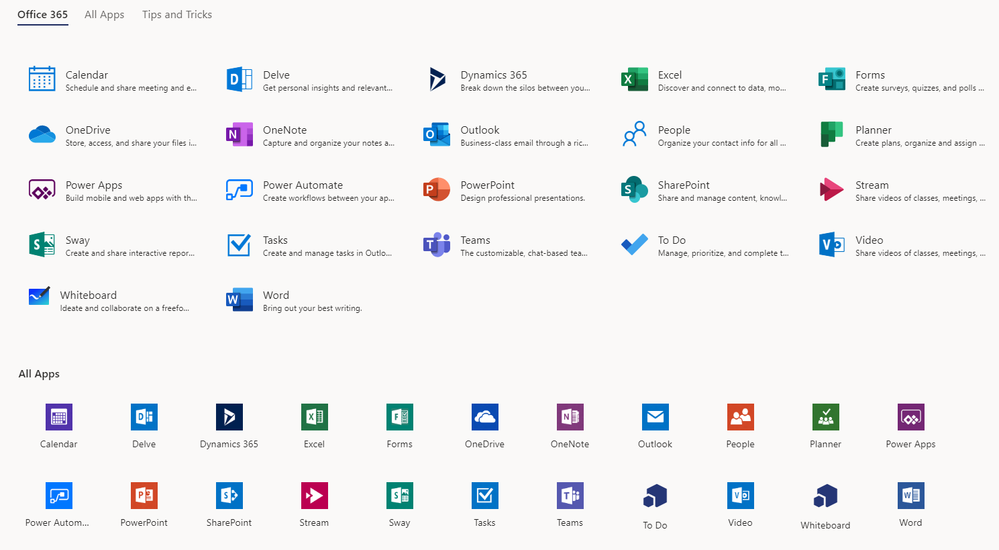 Office 365 All Apps Tips and Tricks
Calendar
Schedule and share meeting and e...
Delve
Get personal insights and relevant...
Dynamics 365
Break down the silos between you...
Excel
Discover and connect to data, mo...
Forms
Create surveys, quizzes, and polls ...
OneDrive
Store, access, and share your files i...
OneNote
Capture and organize your notes a...
Outlook
Business-class email through a ric...
People
Organize your contact info for all ...
Planner
Create plans, organize and assign ...
Power Apps
Build mobile and web apps with th...
Power Automate
Create workflows between your ap...
PowerPoint
Design professional presentations.
SharePoint
Share and manage content, knowl...
Stream
Share videos of classes, meetings, ...
Sway
Create and share interactive repor...
Tasks
Create and manage tasks in Outlo...
Teams
The customizable, chat-based tea...
To Do
Manage, prioritize, and complete t...
Video
Share videos of classes, meetings, ...
Whiteboard
Ideate and collaborate on a freefo...
Word
Bring out your best writing.
All Apps
Calendar Delve Dynamics 365 Excel Forms OneDrive OneNote Outlook People Planner Power Apps
Power Autom... PowerPoint SharePoint Stream Sway Tasks Teams To Do Video Whiteboard Word